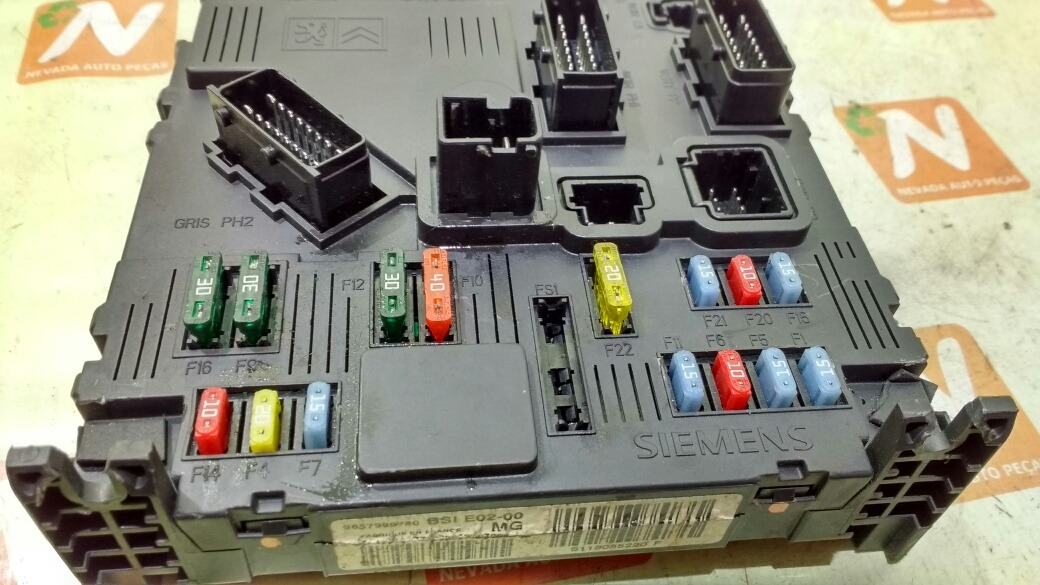 N
NEVADA AUTO PEÇAS
N
NEVADA AUTO PEÇAS
GRIS PH2
30
30
30
40
20
F12
F10
FS1
F16
F22
15
10
15
F21 F20 F15
F11 F6 F5 F1
15
10
15
15
10
20
15
F14 F4 F7
SIEMENS
BSI E02-00
MG
AUTO PEÇAS
NEVADA AUTO